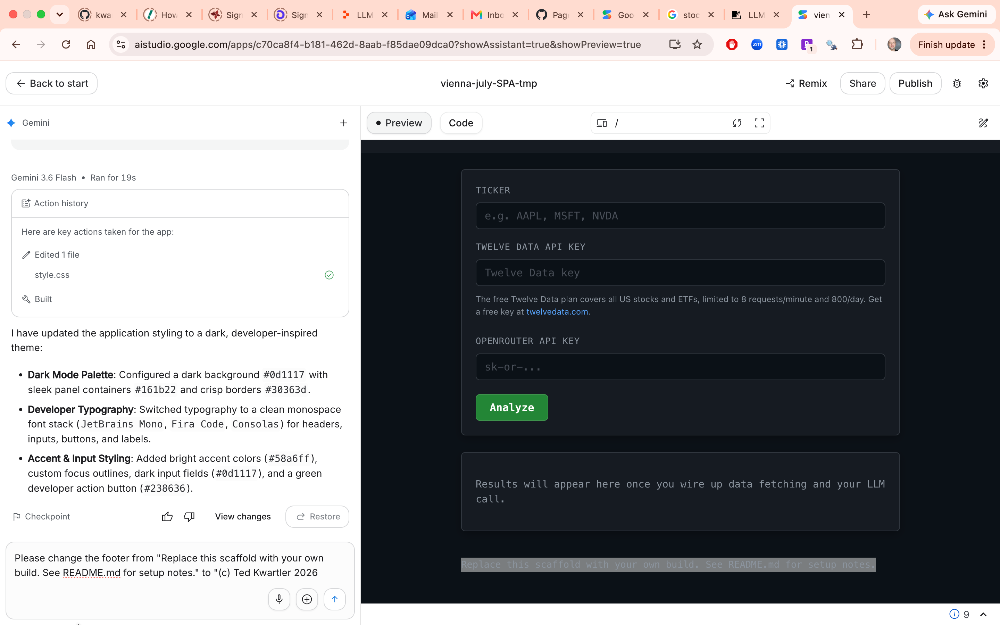 kwa
How
Sign
Sign
LLM
Mail
Inbo
Page
Goo
stoc
LLM
vien
Ask Gemini
aistudio.google.com/apps/c70ca8f4-b181-462d-8aab-f85dae09dca0?showAssistant=true&showPreview=true
zm
1
Finish update
Back to start
vienna-july-SPA-tmp
Remix
Share
Publish
Gemini
Preview
Code
/
Gemini 3.6 Flash • Ran for 19s
Action history
Here are key actions taken for the app:
Edited 1 file
style.css
Built
I have updated the application styling to a dark, developer-inspired
theme:
• Dark Mode Palette: Configured a dark background #0d1117 with
sleek panel containers #161b22 and crisp borders #30363d.
• Developer Typography: Switched typography to a clean monospace
font stack (JetBrains Mono, Fira Code, Consolas) for headers,
inputs, buttons, and labels.
• Accent & Input Styling: Added bright accent colors (#58a6ff),
custom focus outlines, dark input fields (#0d1117), and a green
developer action button (#238636).
Checkpoint
View changes
Restore
Please change the footer from "Replace this scaffold with your own
build. See README.md for setup notes." to "(c) Ted Kwartler 2026
TICKER
e.g. AAPL, MSFT, NVDA
TWELVE DATA API KEY
Twelve Data key
The free Twelve Data plan covers all US stocks and ETFs, limited to 8 requests/minute and 800/day. Get
a free key at twelvedata.com.
OPENROUTER API KEY
sk-or-...
Analyze
Results will appear here once you wire up data fetching and your LLM
call.
Replace this scaffold with your own build. See README.md for setup notes.
9